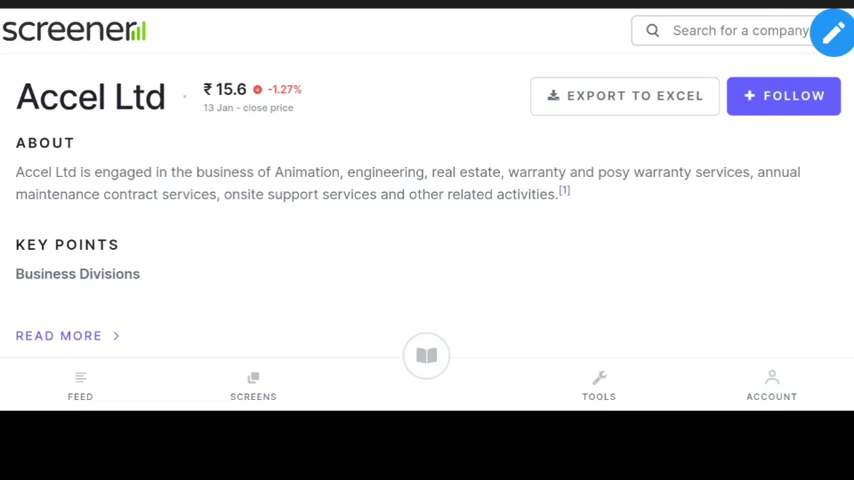 screener
Search for a company
Accel Ltd
₹ 15.6 -1.27%
13 Jan - close price
EXPORT TO EXCEL
+ FOLLOW
ABOUT
Accel Ltd is engaged in the business of Animation, engineering, real estate, warranty and posy warranty services, annual
maintenance contract services, onsite support services and other related activities.[1]
KEY POINTS
Business Divisions
READ MORE >
FEED
SCREENS
TOOLS
ACCOUNT